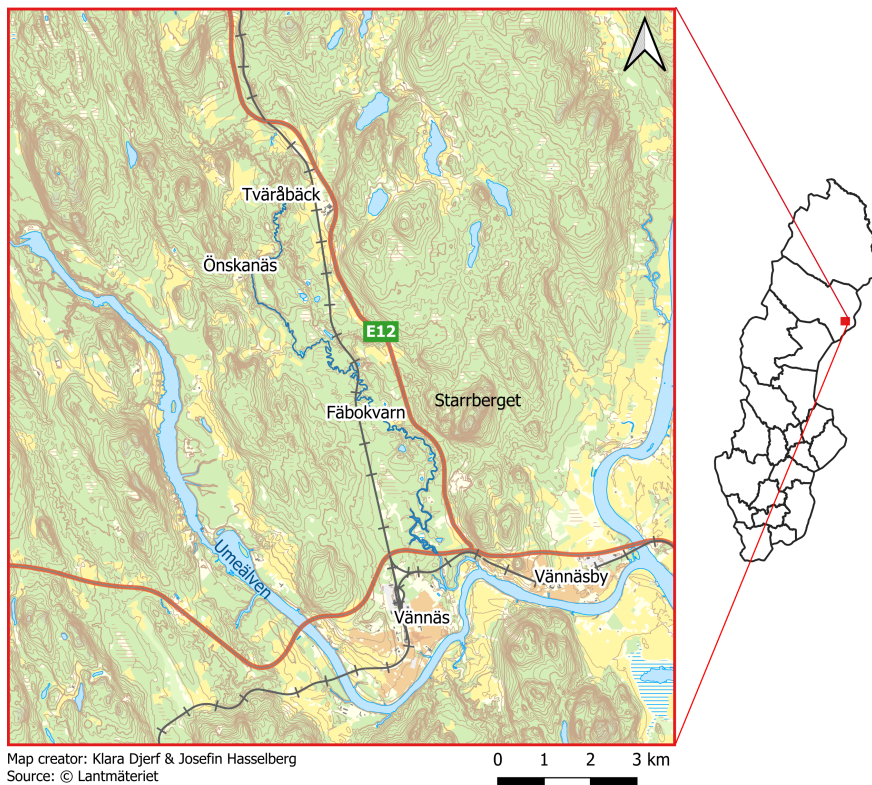 Tväråbäck
Önskanäs
E12
Starrberget
Fäbokvarn
Umeälven
Vännäsby
Vännäs
Map creator: Klara Djerf & Josefin Hasselberg
Source: © Lantmäteriet
0 1 2 3 km